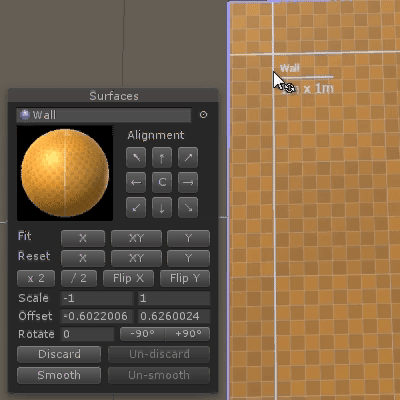 Surfaces
Wall
Alignment
C
Fit X XY Y
Reset X XY Y
x 2 / 2 Flip X Flip Y
Scale -1 1
Offset -0.6022006 0.6260024
Rotate 0 -90° +90°
Discard Un-discard
Smooth Un-smooth
Wall
x 1m